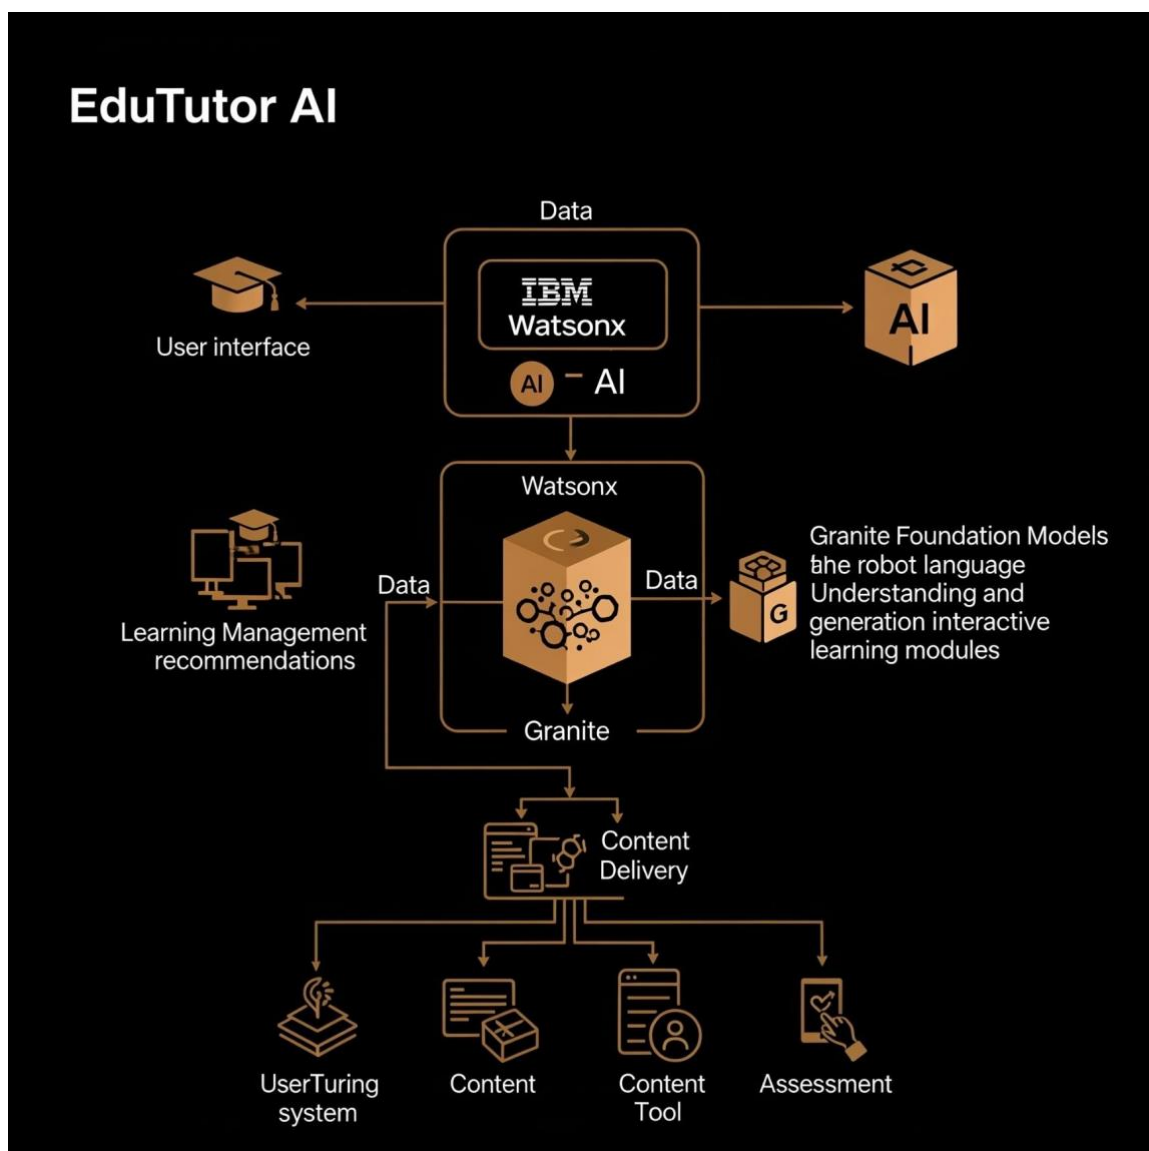 EduTutor AI
Data
IBM
Watsonx
AI – AI
User interface
AI
Watsonx
Data
Data
G
Learning Management
recommendations
Granite Foundation Models
the robot language
Understanding and
generation interactive
learning modules
Granite
Content
Delivery
UserTuring
system
Content
Content
Tool
Assessment